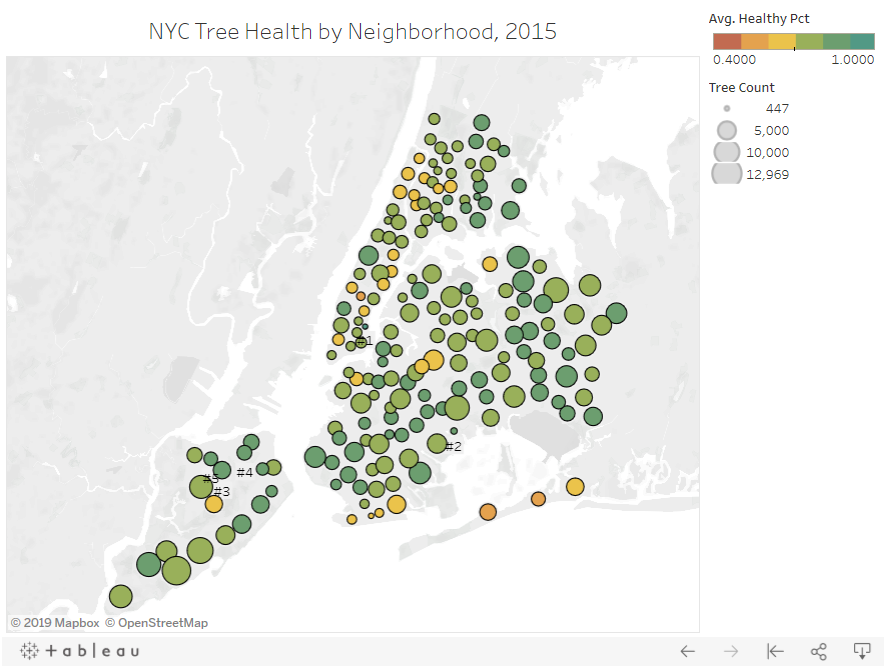 NYC Tree Health by Neighborhood, 2015
Avg. Healthy Pct
0.4000 1.0000
Tree Count
447
5,000
10,000
12,969
#1
#2
#4
#5
#3
© 2019 Mapbox © OpenStreetMap
+ a b | e a u